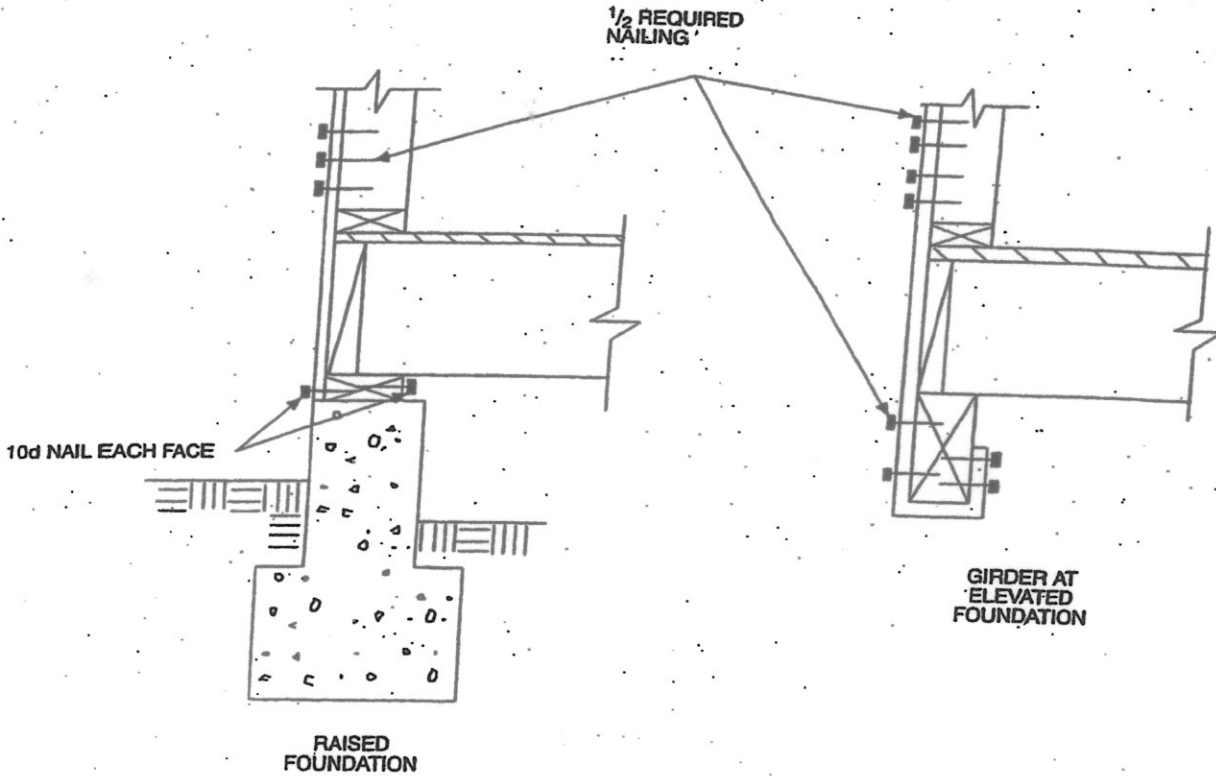 1/2 REQUIRED
NAILING
10d NAIL EACH FACE
GIRDER AT
ELEVATED
FOUNDATION
RAISED
FOUNDATION